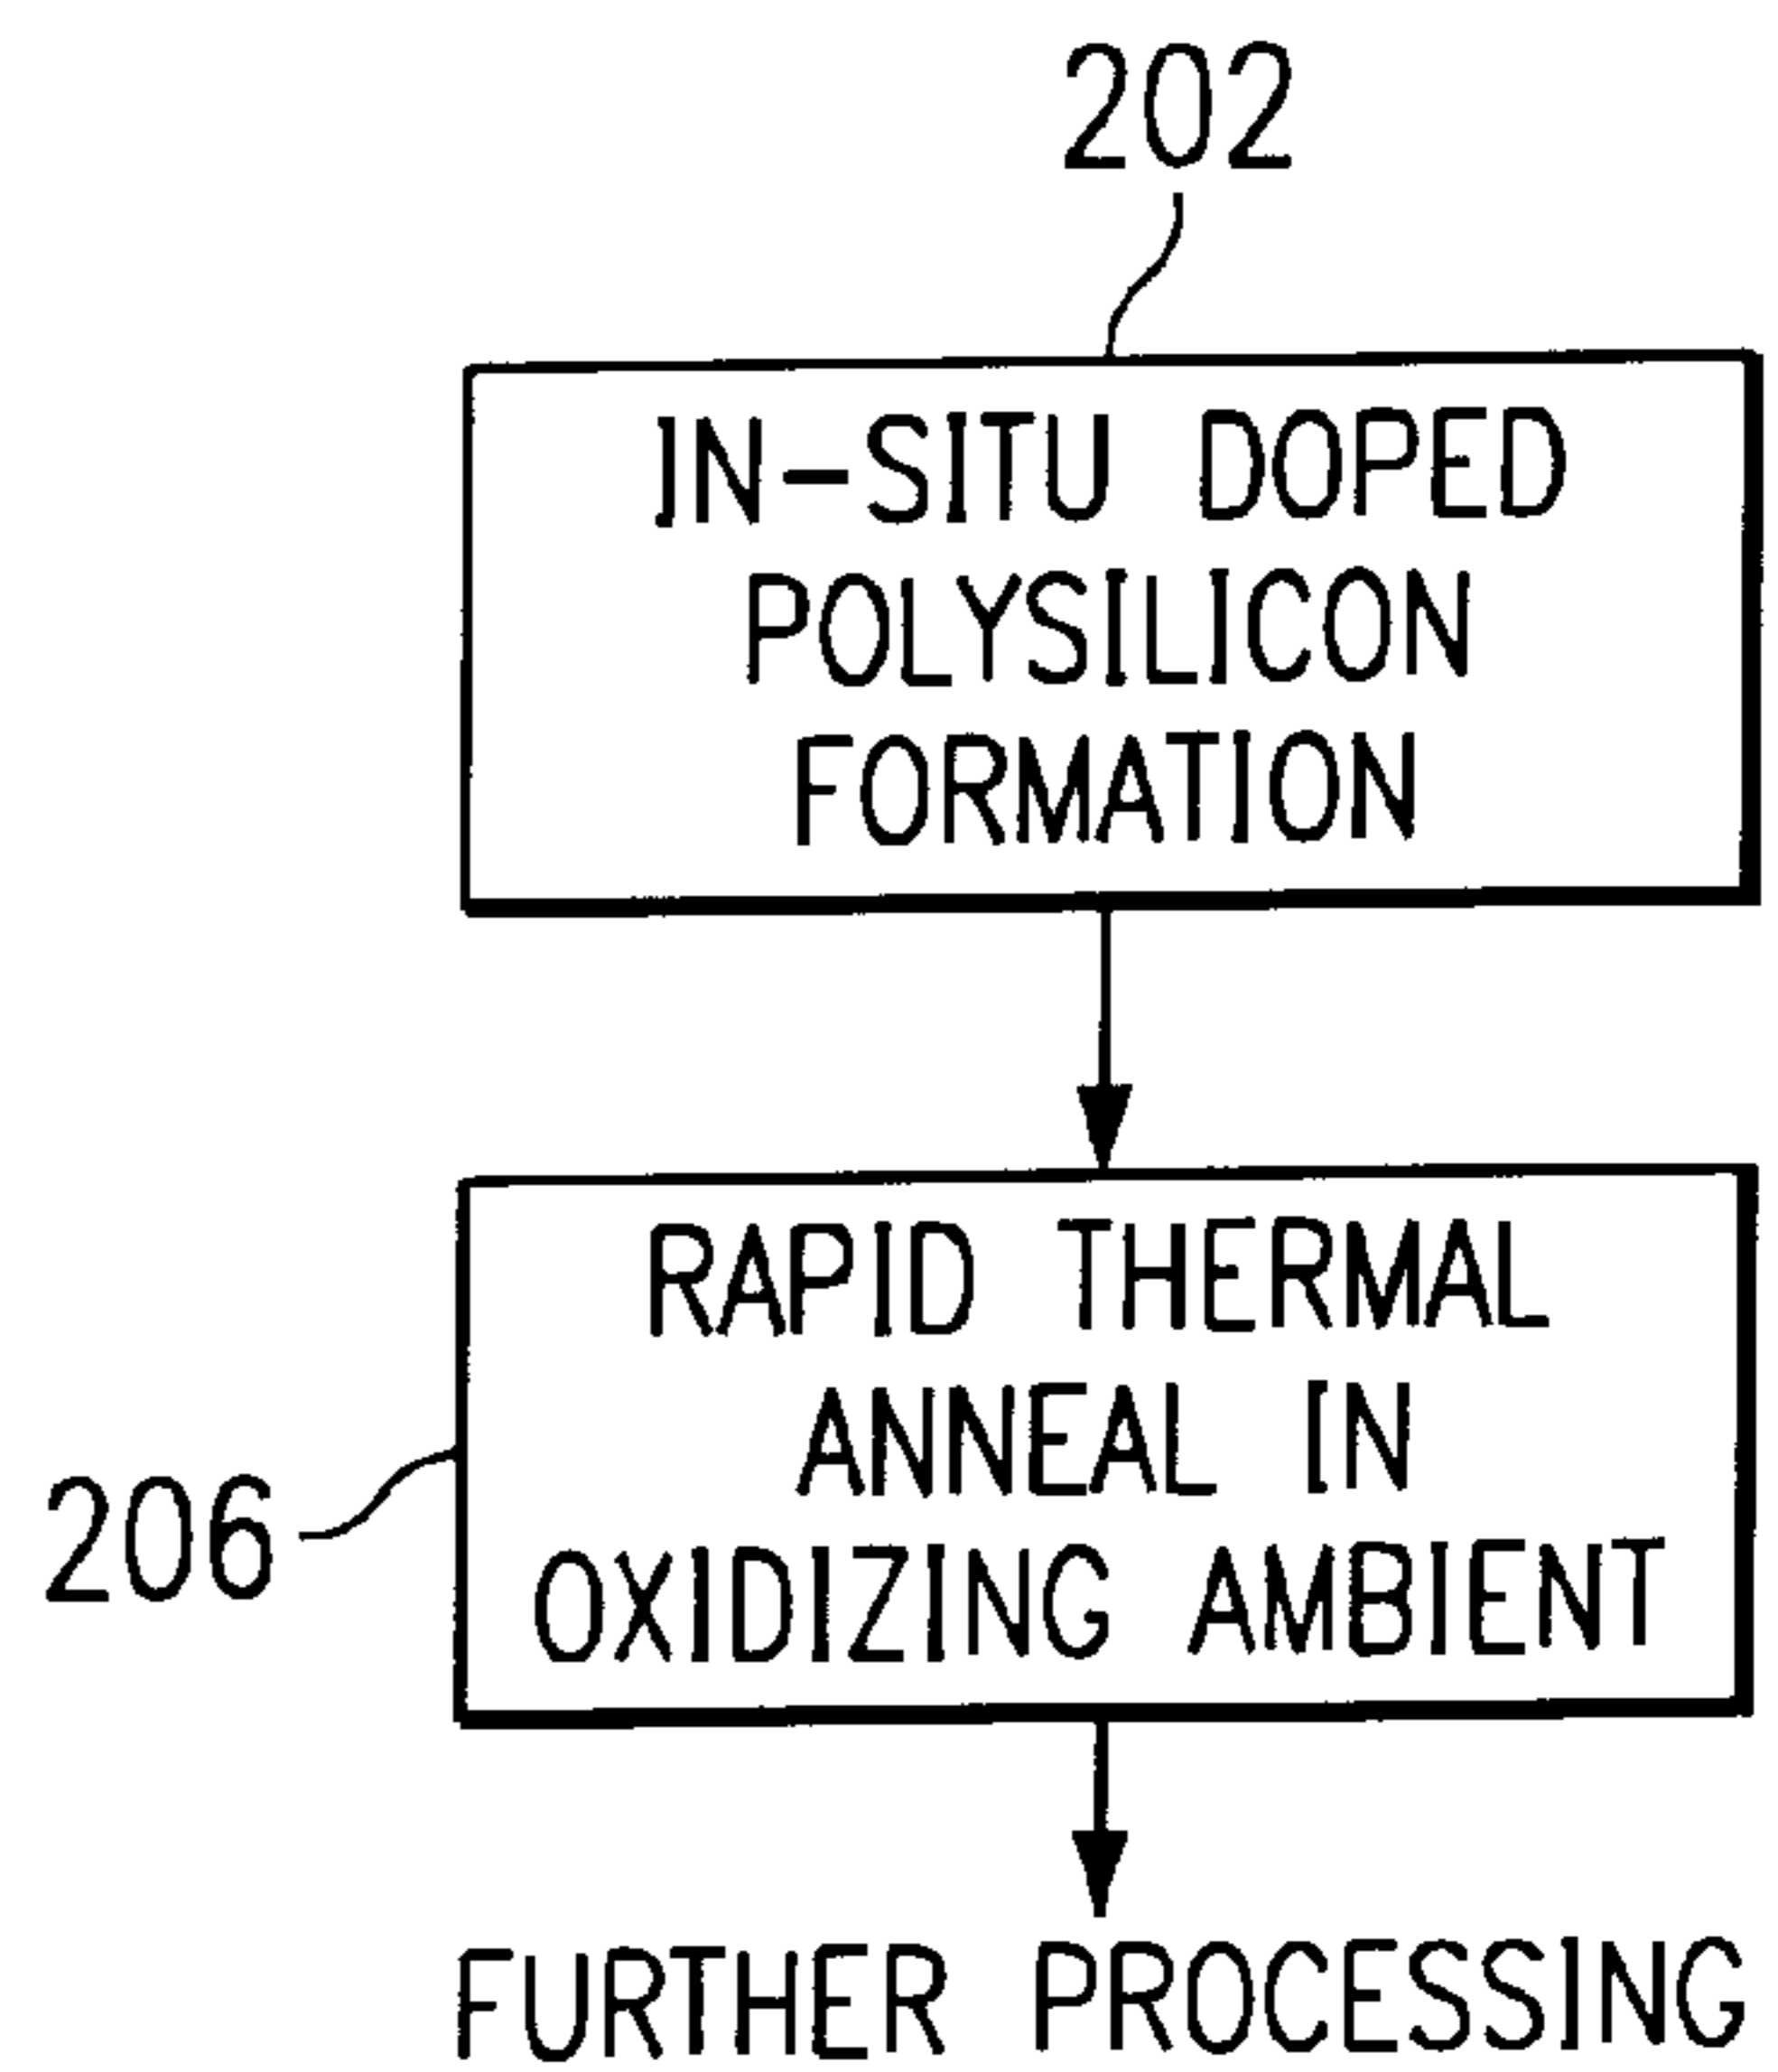 202
IN-SITU DOPED
POLYSILICON
FORMATION
RAPID THERMAL
ANNEAL IN
OXIDIZING AMBIENT
206
FURTHER PROCESSING